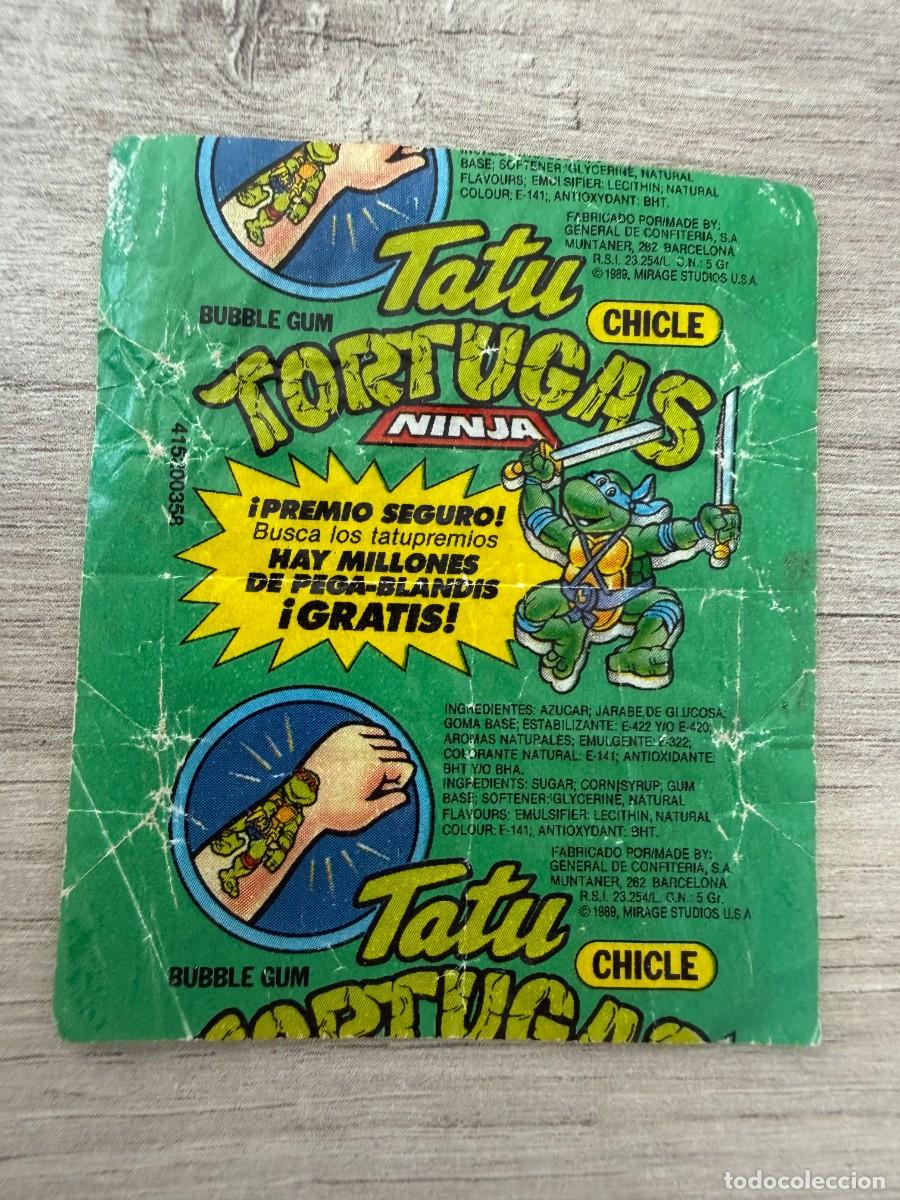 BASE; SOFTENER: GLYCERINE, NATURAL
FLAVOURS; EMULSIFIER: LECITHIN; NATURAL
COLOUR: E-141; ANTIOXYDANT: BHT.
FABRICADO POR/MADE BY:
GENERAL DE CONFITERIA, S.A.
MUNTANER, 262 BARCELONA
R.S.I. 23.254/L C.N.: 5 Gr
© 1989, MIRAGE STUDIOS U.S.A.
Tatu
BUBBLE GUM
CHICLE
TORTUGAS
NINJA
¡PREMIO SEGURO!
Busca los tatupremios
HAY MILLONES
DE PEGA-BLANDIS
¡GRATIS!
INGREDIENTES: AZUCAR; JARABE DE GLUCOSA;
GOMA BASE; ESTABILIZANTE: E-422 Y/O E-420;
AROMAS NATURALES; EMULGENTE: E-322;
COLORANTE NATURAL: E-141; ANTIOXIDANTE:
BHT Y/O BHA.
INGREDIENTS: SUGAR; CORN SYRUP; GUM
BASE; SOFTENER: GLYCERINE, NATURAL
FLAVOURS; EMULSIFIER: LECITHIN, NATURAL
COLOUR: E-141; ANTIOXYDANT: BHT.
FABRICADO POR/MADE BY:
GENERAL DE CONFITERIA, S.A.
MUNTANER, 262 BARCELONA
R.S.I. 23.254/L. C.N.: 5 Gr.
© 1989, MIRAGE STUDIOS U.S.A
Tatu
BUBBLE GUM
CHICLE
TORTUGAS
todocoleccion